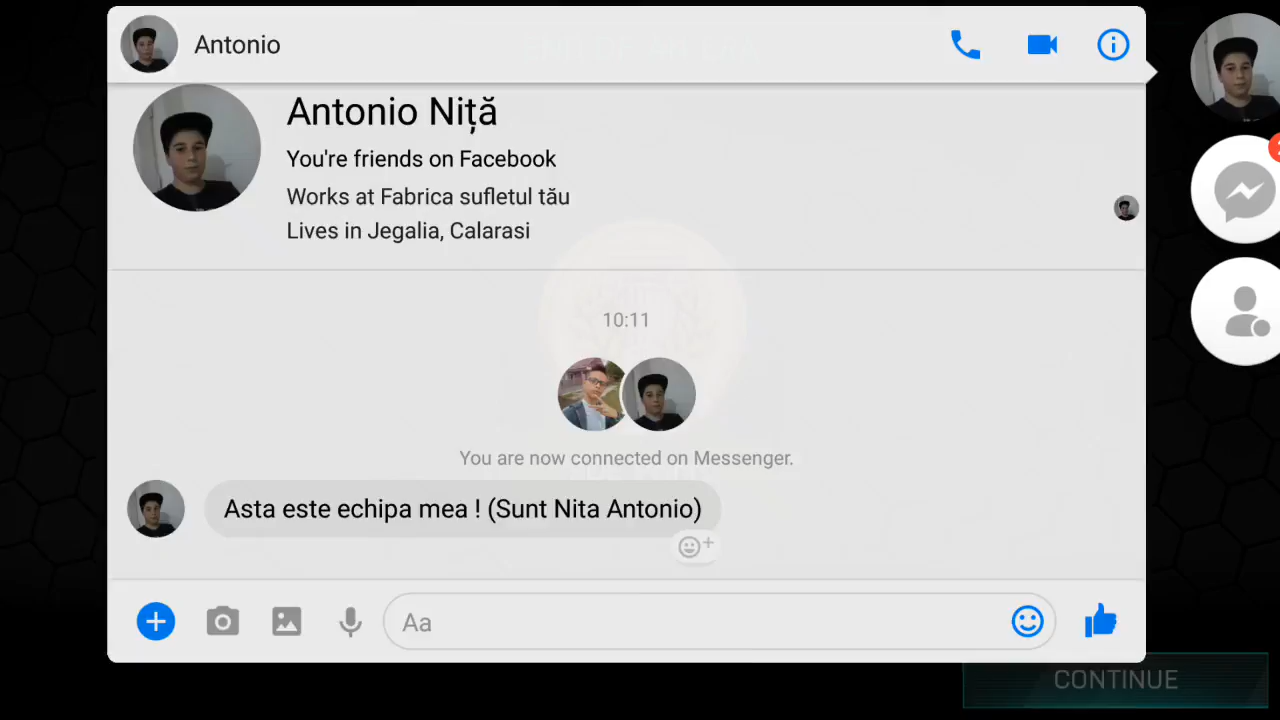 Antonio
Antonio Niță
You're friends on Facebook
Works at Fabrica sufletul tău
Lives in Jegalia, Calarasi
10:11
You are now connected on Messenger.
Asta este echipa mea ! (Sunt Nita Antonio)
Aa
CONTINUE